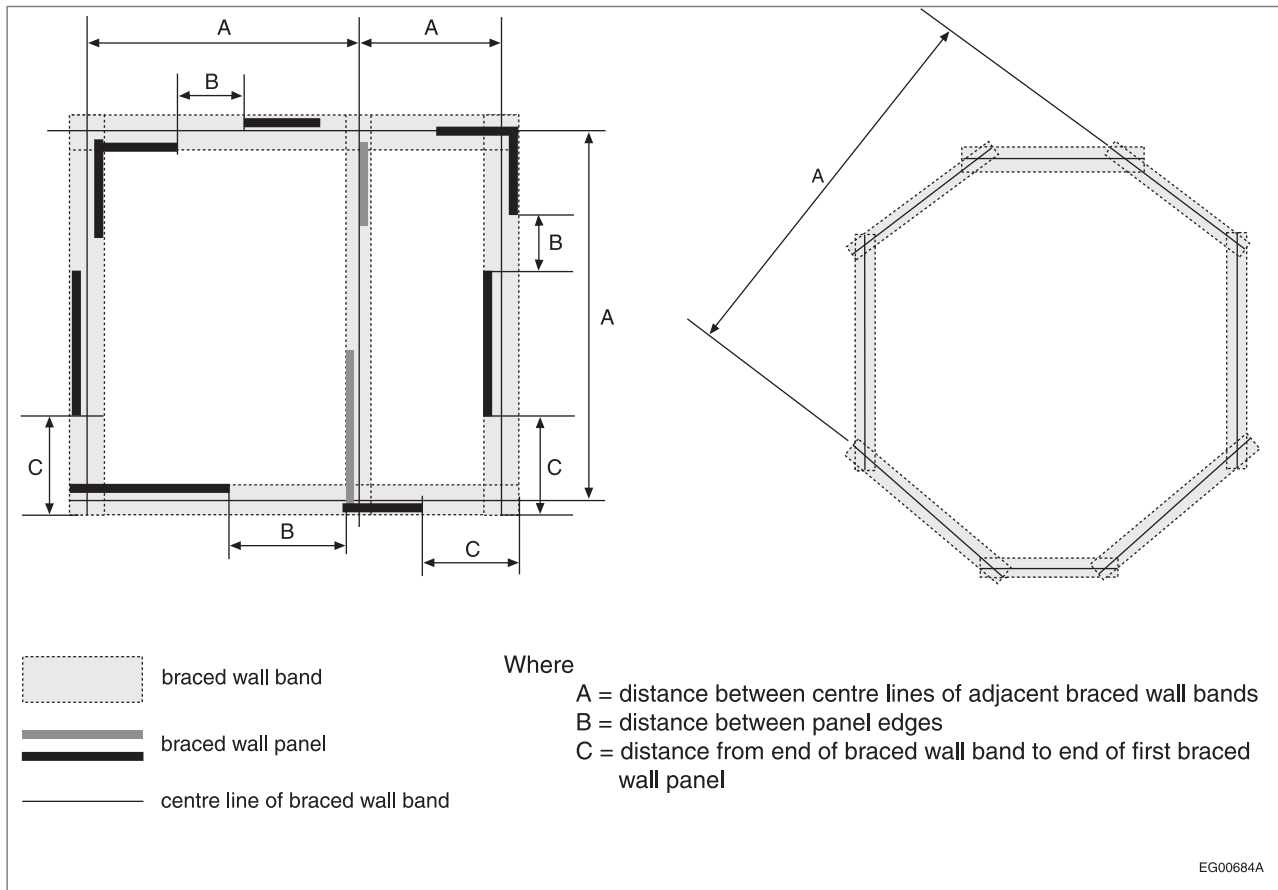 A
A
B
B
A
C
C
B
C
A
braced wall band
braced wall panel
centre line of braced wall band
Where
A = distance between centre lines of adjacent braced wall bands
B = distance between panel edges
C = distance from end of braced wall band to end of first braced
wall panel
EG00684A